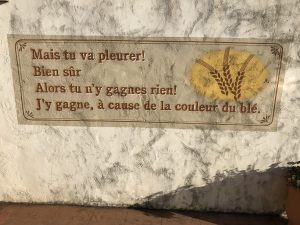 Mais tu va pleurer!
Bien sûr
Alors tu n'y gagnes rien!
J'y gagne, à cause de la couleur du blé.